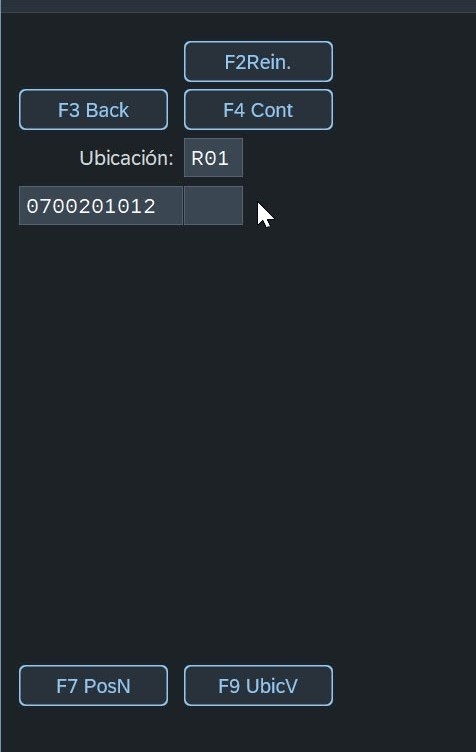 F2Rein.
F3 Back F4 Cont
Ubicación: R01
0700201012
F7 PosN F9 UbicV